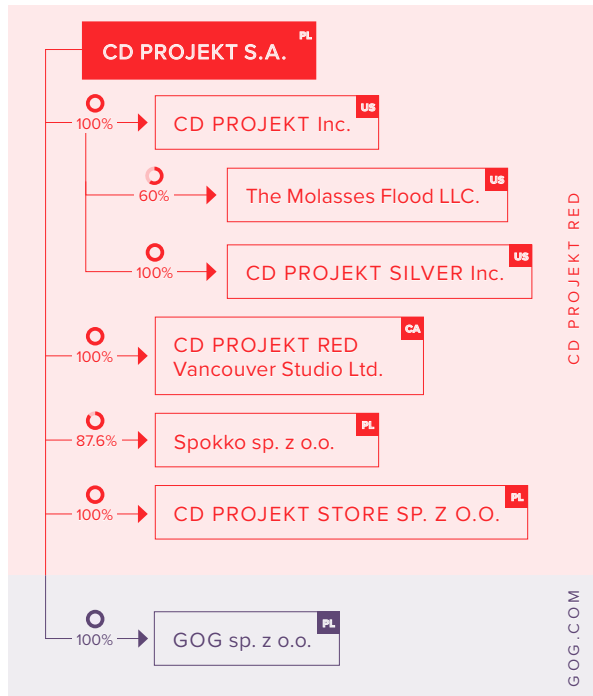 PL
CD PROJEKT S.A.
US
100%
CD PROJEKT Inc.
US
60%
The Molasses Flood LLC.
US
100%
CD PROJEKT SILVER Inc.
CA
100%
CD PROJEKT RED
Vancouver Studio Ltd.
PL
87.6%
Spokko sp. z o.o.
PL
100%
CD PROJEKT STORE SP. Z O.O.
CD PROJEKT RED
PL
100%
GOG sp. z o.o.
GOG.COM